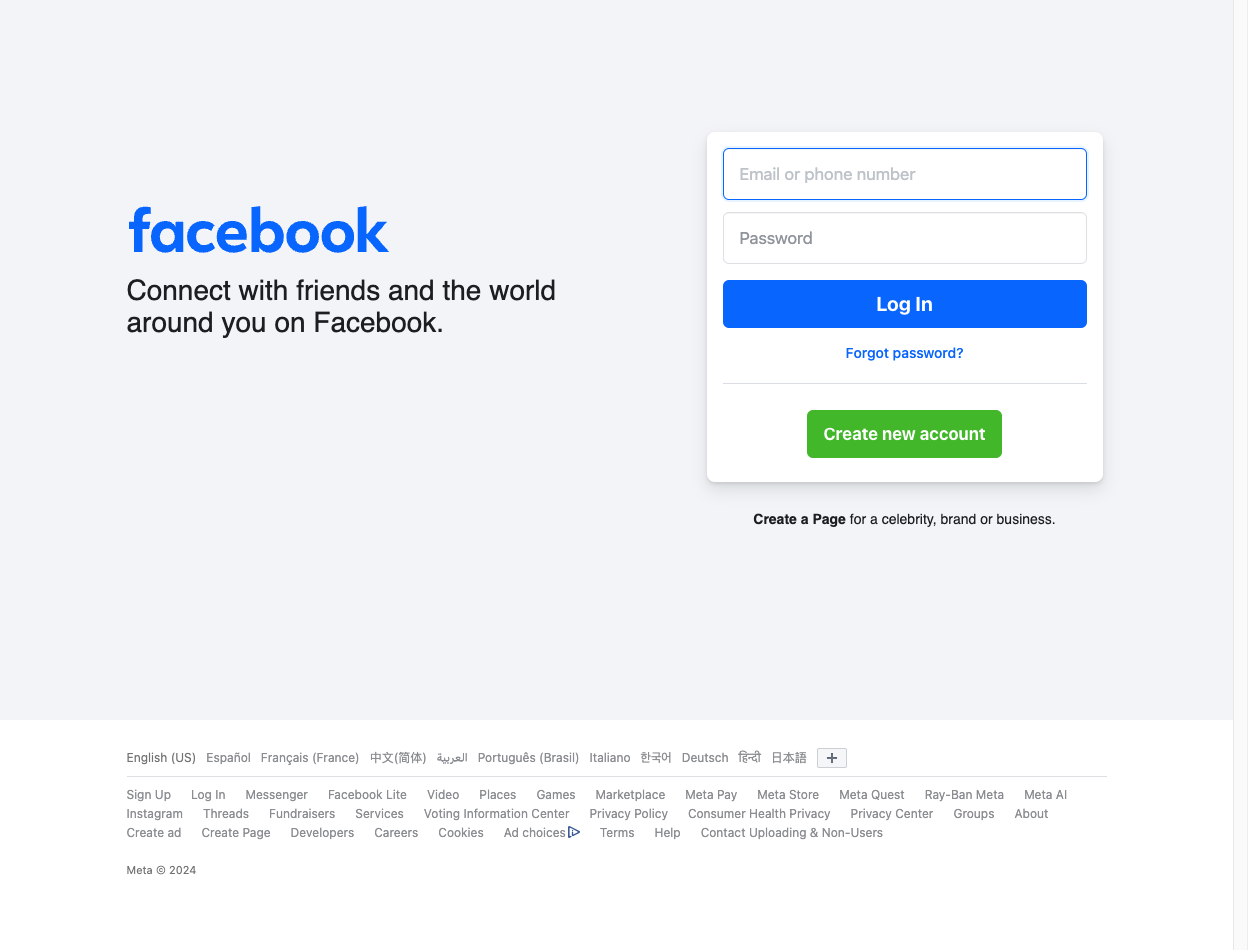 facebook
Connect with friends and the world
around you on Facebook.
Email or phone number
Password
Log In
Forgot password?
Create new account
Create a Page for a celebrity, brand or business.
English (US) Español Français (France) 中文(简体) العربية Português (Brasil) Italiano 한국어 Deutsch हिन्दी 日本語
Sign Up Log In Messenger Facebook Lite Video Places Games Marketplace Meta Pay Meta Store Meta Quest Ray-Ban Meta Meta AI
Instagram Threads Fundraisers Services Voting Information Center Privacy Policy Consumer Health Privacy Privacy Center Groups About
Create ad Create Page Developers Careers Cookies Ad choices Terms Help Contact Uploading & Non-Users
Meta © 2024